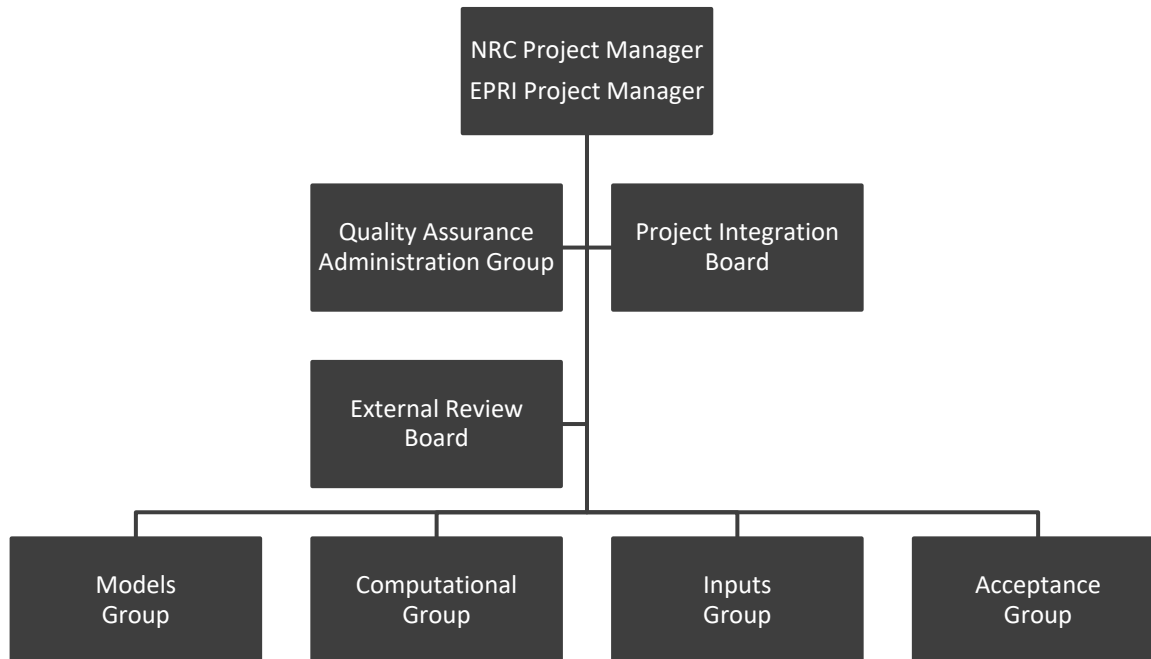 NRC Project Manager
EPRI Project Manager
Quality Assurance
Administration Group
Project Integration
Board
External Review
Board
Models
Group
Computational
Group
Inputs
Group
Acceptance
Group